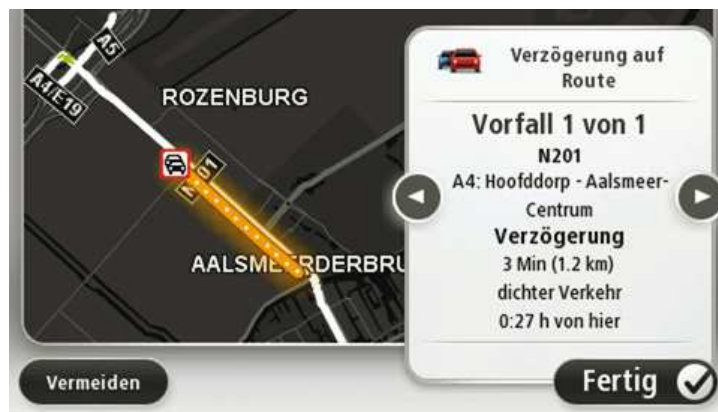 A5
A4/E19
ROZENBURG
AALSMEERDERBRU
Verzögerung auf
Route
Vorfall 1 von 1
N201
A4: Hoofddorp - Aalsmeer-
Centrum
Verzögerung
3 Min (1.2 km)
dichter Verkehr
0:27 h von hier
Vermeiden
Fertig